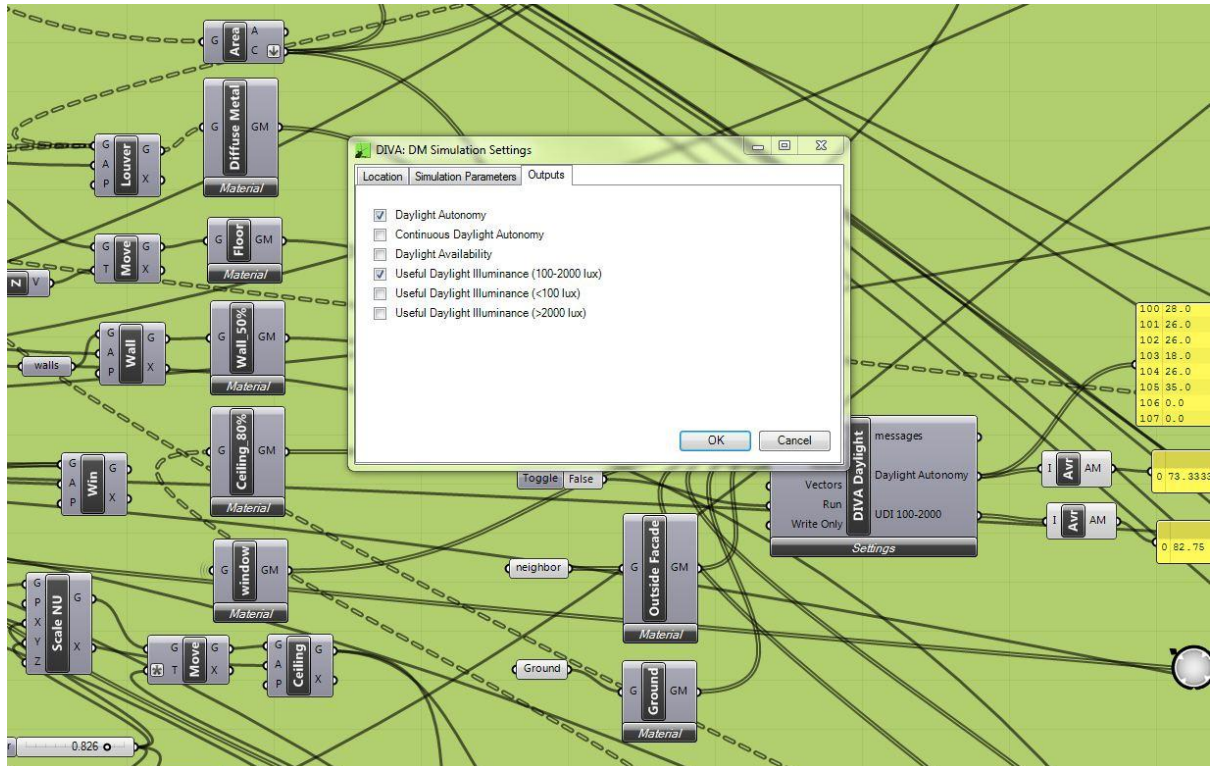 G Area A
C
G Diffuse Metal GM
Material
G Louver G
A
P X
DIVA: DM Simulation Settings
Location Simulation Parameters Outputs
Daylight Autonomy
Continuous Daylight Autonomy
Daylight Availability
Useful Daylight Illuminance (100-2000 lux)
Useful Daylight Illuminance (<100 lux)
Useful Daylight Illuminance (>2000 lux)
OK Cancel
G Move G
T X
G Floor GM
Material
Z V
walls
G Wall G
A
P X
G Wall_50% GM
Material
G Ceiling_80% GM
Material
G Win G
A
P X
G window GM
Material
G Scale NU G
P
X
Y X
Z
G Move G
T X
G Ceiling G
A
P X
0.826
Toggle False
neighbor
G Outside Facade GM
Material
Ground
G Ground GM
Material
Vectors
Run
Write Only
DIVA Daylight
messages
Daylight Autonomy
UDI 100-2000
Settings
I Avr AM
I Avr AM
100 28.0
101 26.0
102 26.0
103 18.0
104 26.0
105 35.0
106 0.0
107 0.0
0 73.3333
0 82.75